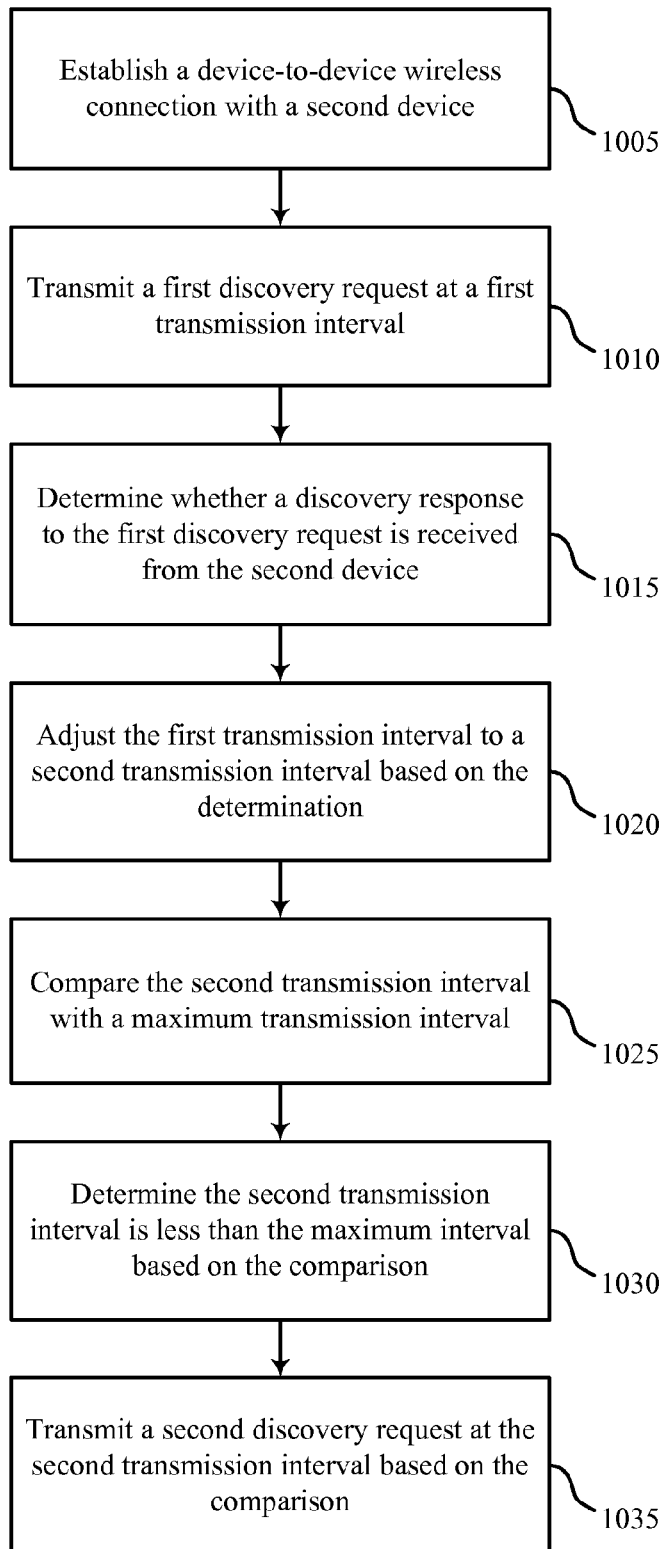 Establish a device-to-device wireless
connection with a second device
1005
Transmit a first discovery request at a first
transmission interval
1010
Determine whether a discovery response
to the first discovery request is received
from the second device
1015
Adjust the first transmission interval to a
second transmission interval based on the
determination
1020
Compare the second transmission interval
with a maximum transmission interval
1025
Determine the second transmission
interval is less than the maximum interval
based on the comparison
1030
Transmit a second discovery request at the
second transmission interval based on the
comparison
1035